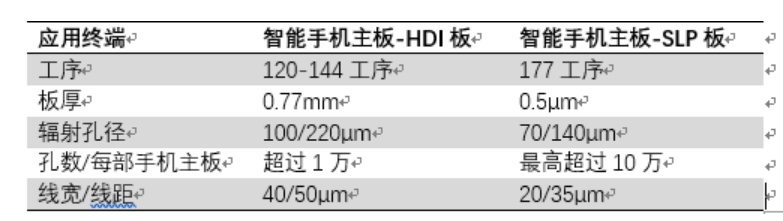 应用终端 智能手机主板-HDI 板 智能手机主板-SLP 板
工序 120-144 工序 177 工序
板厚 0.77mm 0.5μm
辐射孔径 100/220μm 70/140μm
孔数/每部手机主板 超过 1 万 最高超过 10 万
线宽/线距 40/50μm 20/35μm